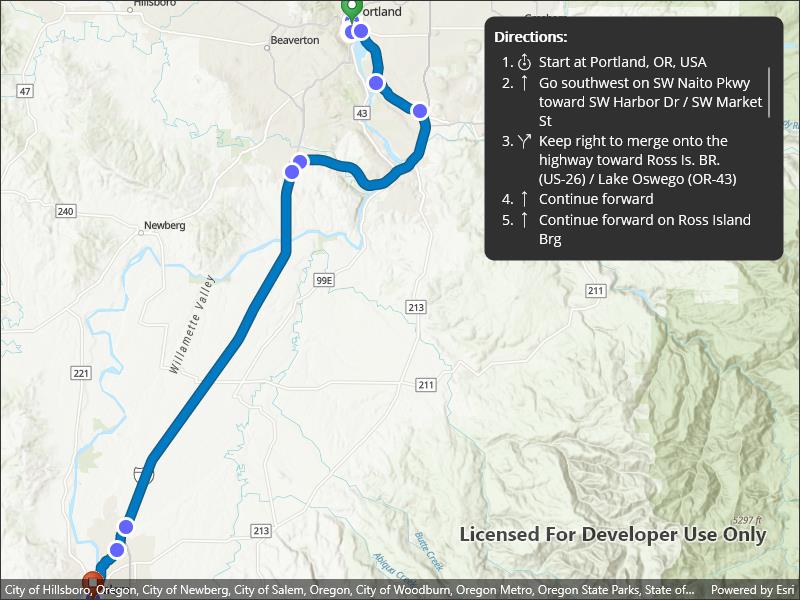 Hillsboro
Portland
Beaverton
47
43
240
Newberg
99E
Willamette Valley
213
211
221
211
213
5297 ft
Butte Creek
Abiqua Creek
Directions:
1. Start at Portland, OR, USA
2. Go southwest on SW Naito Pkwy
toward SW Harbor Dr / SW Market
St
3. Keep right to merge onto the
highway toward Ross Is. BR.
(US-26) / Lake Oswego (OR-43)
4. Continue forward
5. Continue forward on Ross Island
Brg
Licensed For Developer Use Only
City of Hillsboro, Oregon, City of Newberg, City of Salem, Oregon, City of Woodburn, Oregon Metro, Oregon State Parks, State of...
Powered by Esri